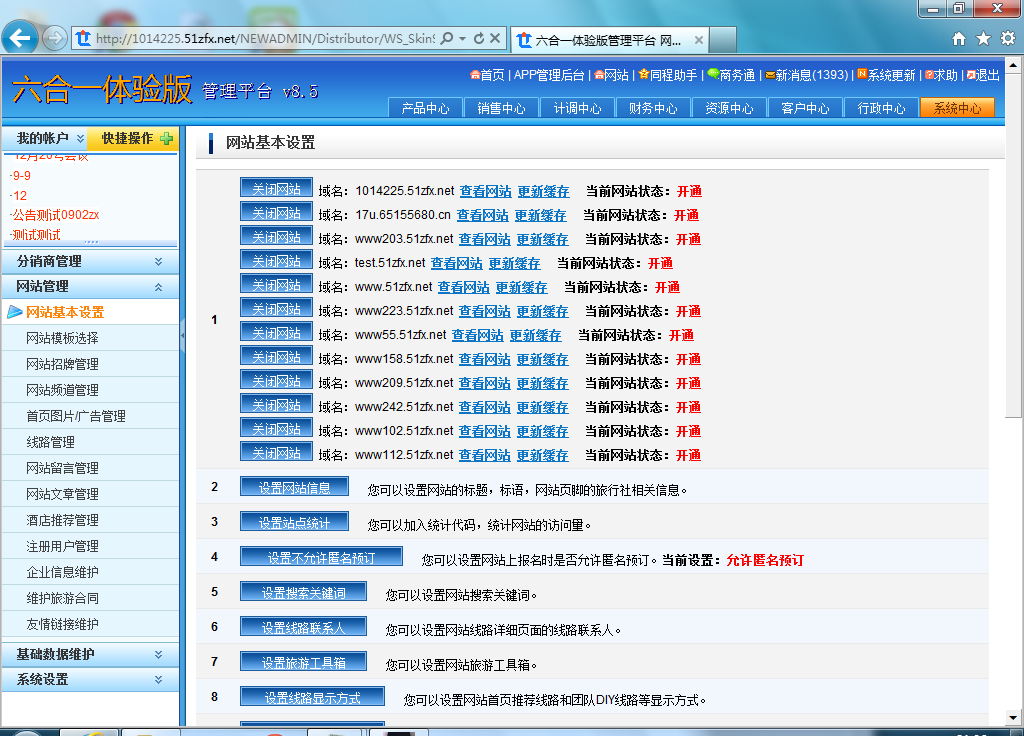 http://1014225.51zfx.net/NEWADMIN/Distributor/WS_Skin
六合一体验版管理平台 网...
六合一体验版 管理平台 v8.5
首页 | APP管理后台 | 网站 | 同程助手 | 商务通 | 新消息(1393) | 系统更新 | 求助 | 退出
产品中心 销售中心 计调中心 财务中心 资源中心 客户中心 行政中心 系统中心
我的帐户 快捷操作
·12月20号会议
·9-9
·12
·公告测试0902zx
·测试测试
分销商管理
网站管理
网站基本设置
网站模板选择
网站招牌管理
网站频道管理
首页图片/广告管理
线路管理
网站留言管理
网站文章管理
酒店推荐管理
注册用户管理
企业信息维护
维护旅游合同
友情链接维护
基础数据维护
系统设置
网站基本设置
1
关闭网站 域名：1014225.51zfx.net 查看网站 更新缓存 当前网站状态：开通
关闭网站 域名：17u.65155680.cn 查看网站 更新缓存 当前网站状态：开通
关闭网站 域名：www203.51zfx.net 查看网站 更新缓存 当前网站状态：开通
关闭网站 域名：test.51zfx.net 查看网站 更新缓存 当前网站状态：开通
关闭网站 域名：www.51zfx.net 查看网站 更新缓存 当前网站状态：开通
关闭网站 域名：www223.51zfx.net 查看网站 更新缓存 当前网站状态：开通
关闭网站 域名：www55.51zfx.net 查看网站 更新缓存 当前网站状态：开通
关闭网站 域名：www158.51zfx.net 查看网站 更新缓存 当前网站状态：开通
关闭网站 域名：www209.51zfx.net 查看网站 更新缓存 当前网站状态：开通
关闭网站 域名：www242.51zfx.net 查看网站 更新缓存 当前网站状态：开通
关闭网站 域名：www102.51zfx.net 查看网站 更新缓存 当前网站状态：开通
关闭网站 域名：www112.51zfx.net 查看网站 更新缓存 当前网站状态：开通
2 设置网站信息 您可以设置网站的标题，标语，网站页脚的旅行社相关信息。
3 设置站点统计 您可以加入统计代码，统计网站的访问量。
4 设置不允许匿名预订 您可以设置网站上报名时是否允许匿名预订。当前设置：允许匿名预订
5 设置搜索关键词 您可以设置网站搜索关键词。
6 设置线路联系人 您可以设置网站线路详细页面的线路联系人。
7 设置旅游工具箱 您可以设置网站旅游工具箱。
8 设置线路显示方式 您可以设置网站首页推荐线路和团队DIY线路等显示方式。